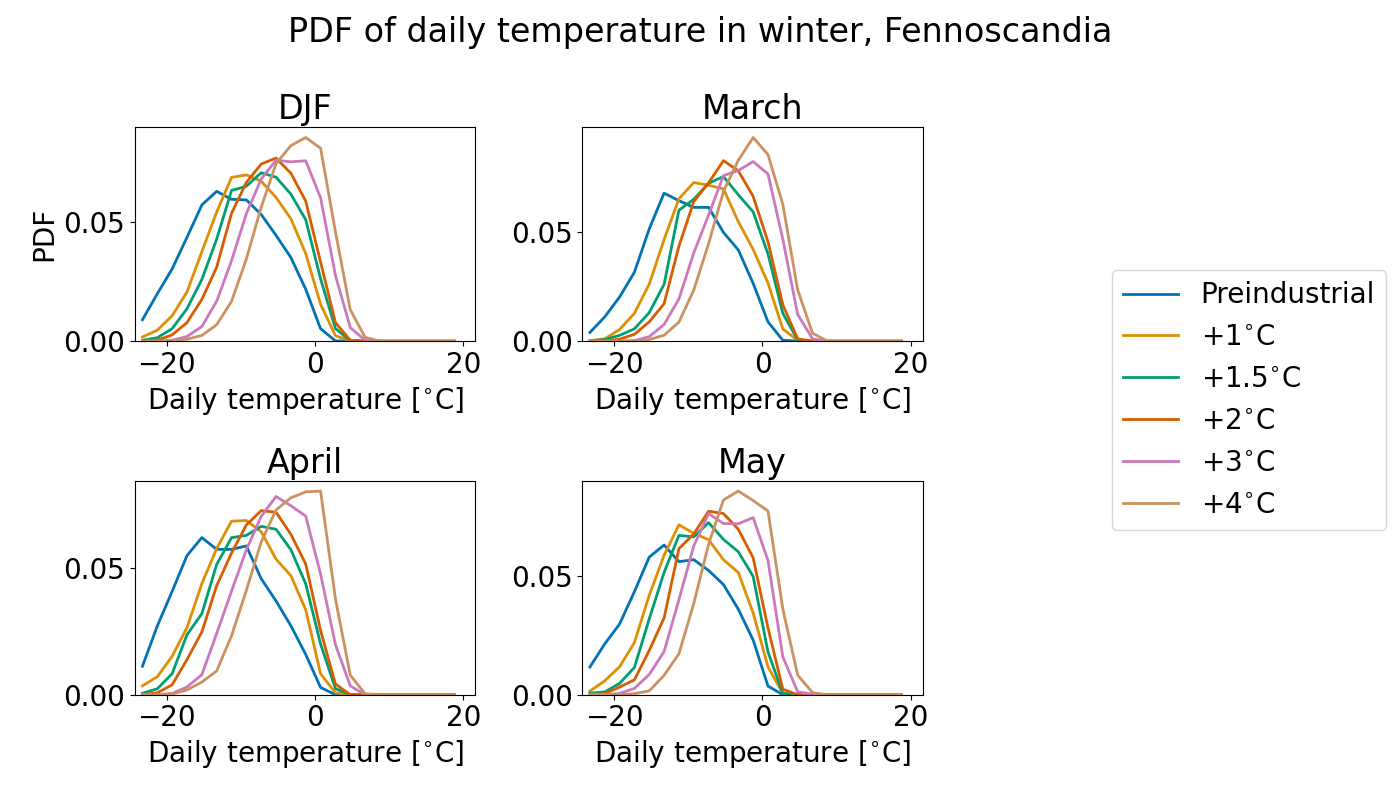 PDF of daily temperature in winter, Fennoscandia
DJF
PDF
0.05
0.00
−20
0
20
Daily temperature [°C]
March
0.05
0.00
−20
0
20
Daily temperature [°C]
April
0.05
0.00
−20
0
20
Daily temperature [°C]
May
0.05
0.00
−20
0
20
Daily temperature [°C]
Preindustrial
+1°C
+1.5°C
+2°C
+3°C
+4°C